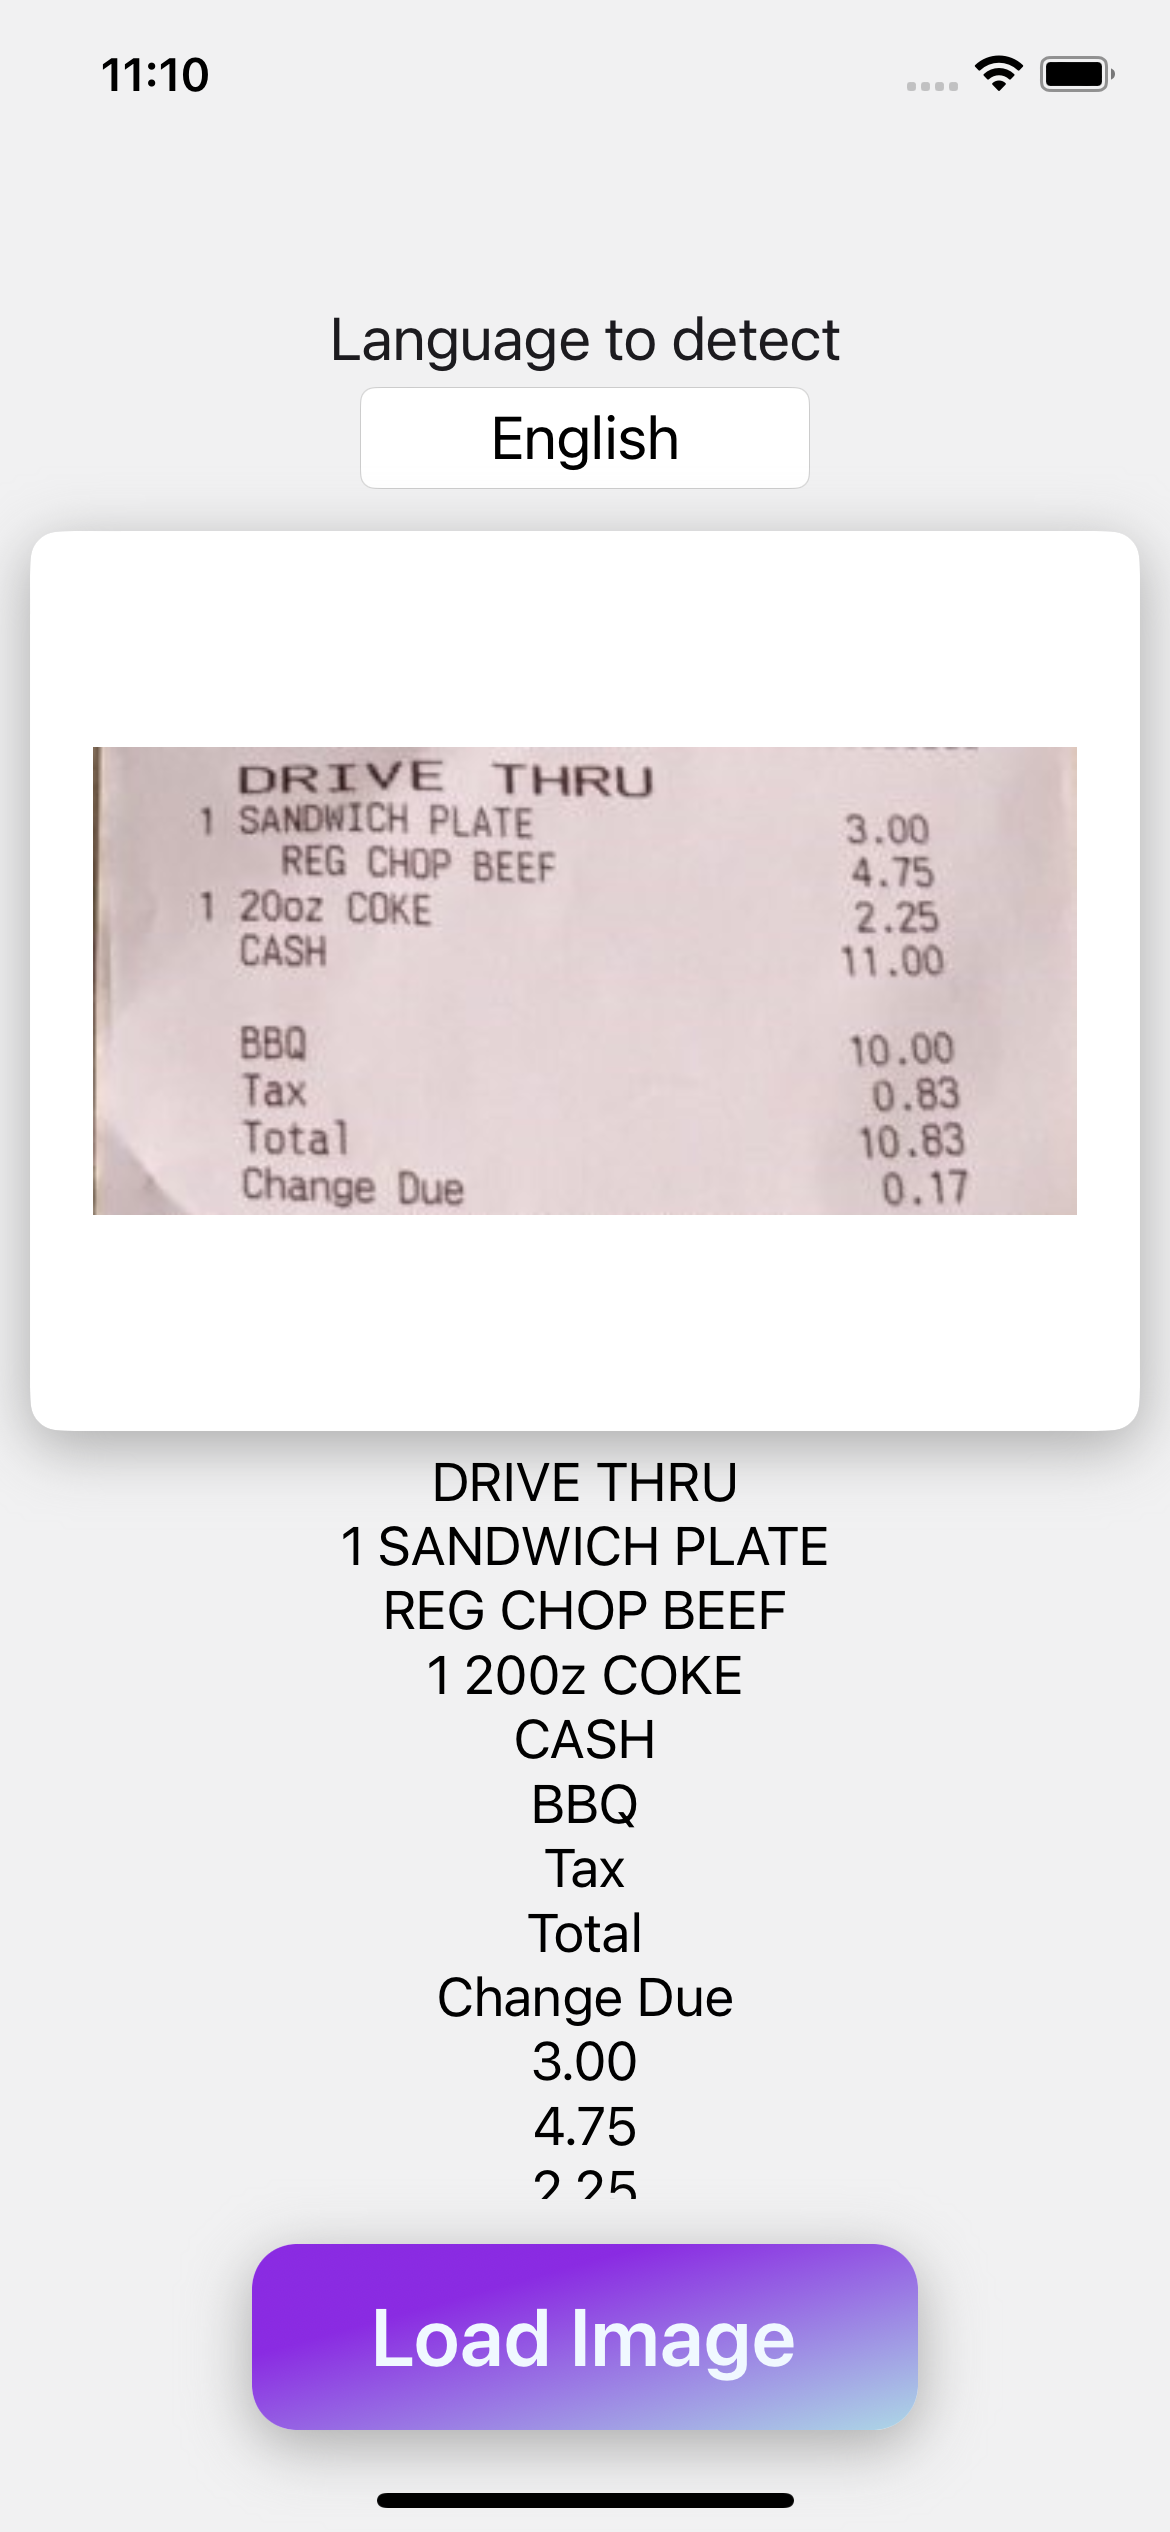 11:10
Language to detect
English
DRIVE THRU
1 SANDWICH PLATE 3.00
REG CHOP BEEF 4.75
1 20oz COKE 2.25
CASH 11.00
BBQ 10.00
Tax 0.83
Total 10.83
Change Due 0.17
DRIVE THRU
1 SANDWICH PLATE
REG CHOP BEEF
1 200z COKE
CASH
BBQ
Tax
Total
Change Due
3.00
4.75
2.25
Load Image